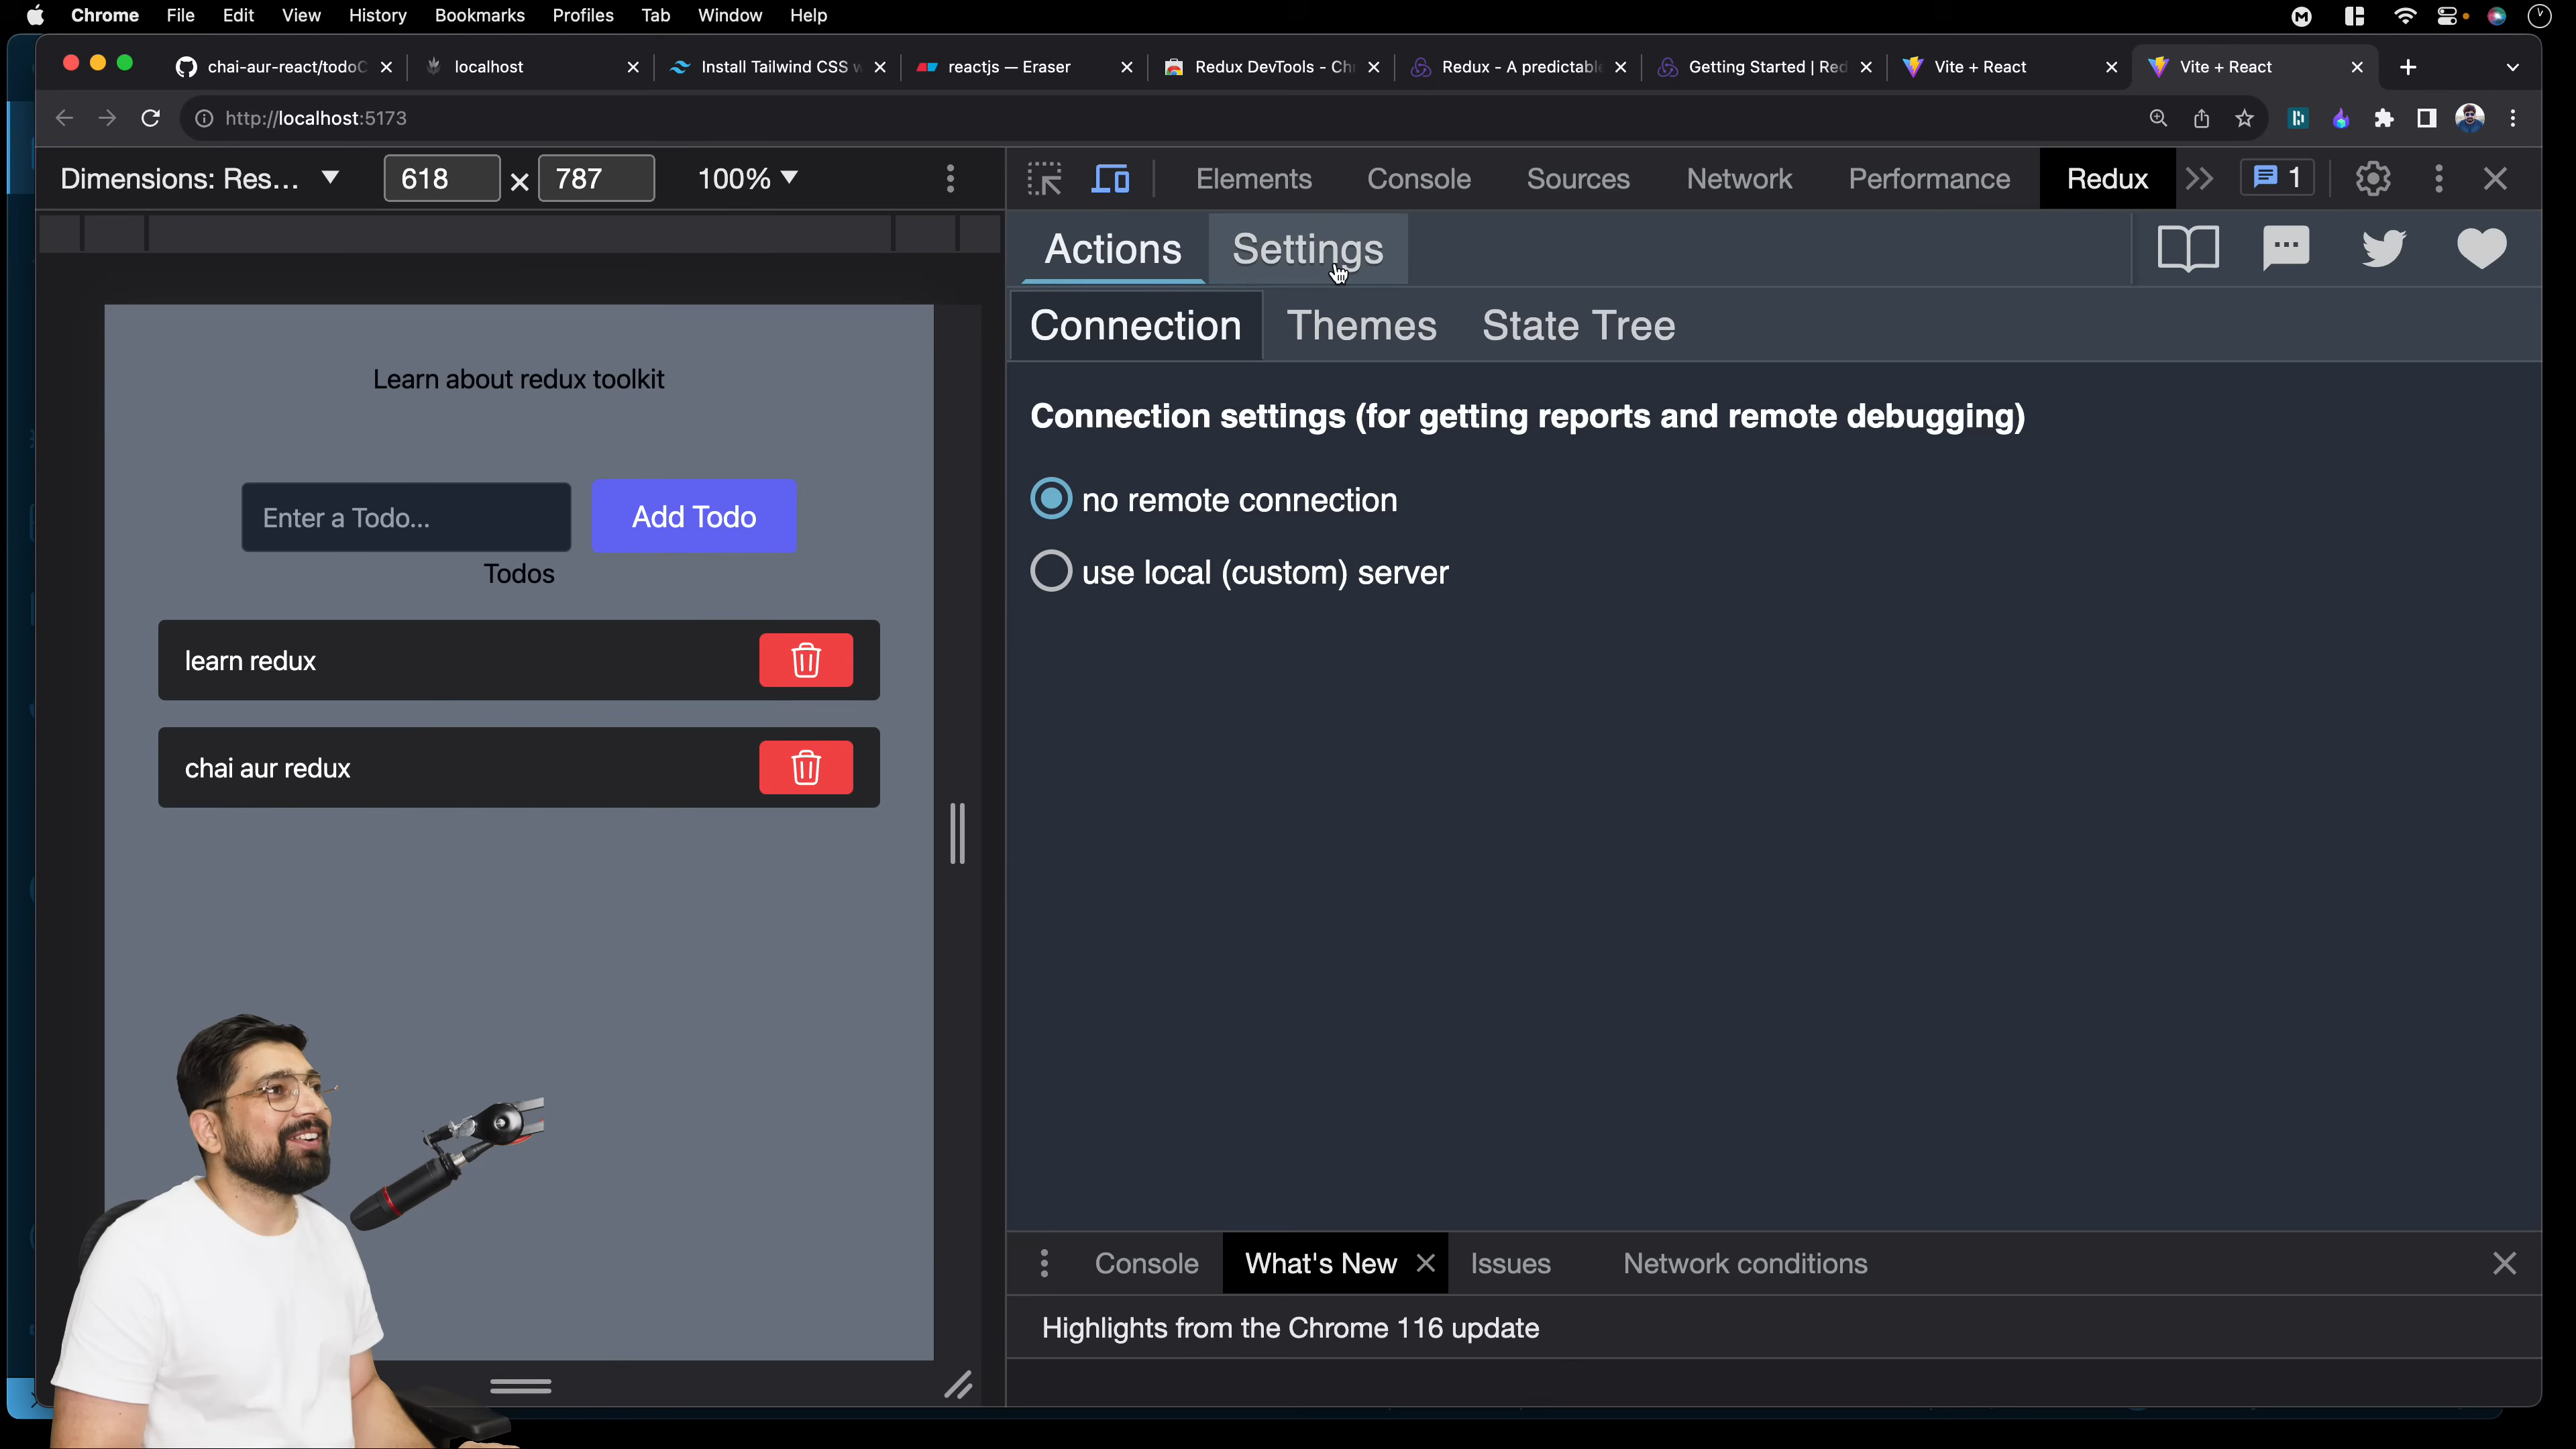 Chrome File Edit View History Bookmarks Profiles Tab Window Help
chai-aur-react/todoC localhost Install Tailwind CSS w reactjs — Eraser Redux DevTools - Ch Redux - A predictabl Getting Started | Red Vite + React Vite + React
http://localhost:5173
Dimensions: Res... 618 × 787 100%
Elements Console Sources Network Performance Redux 1
Actions Settings
Connection Themes State Tree
Connection settings (for getting reports and remote debugging)
no remote connection
use local (custom) server
Learn about redux toolkit
Enter a Todo... Add Todo
Todos
learn redux
chai aur redux
Console What's New Issues Network conditions
Highlights from the Chrome 116 update